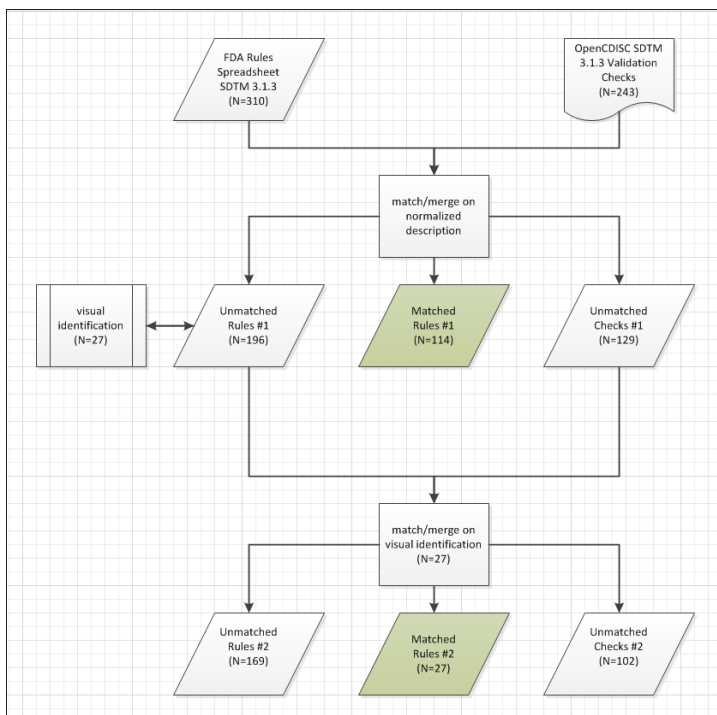 FDA Rules
Spreadsheet
SDTM 3.1.3
(N=310)
OpenCDISC SDTM
3.1.3 Validation
Checks
(N=243)
match/merge on
normalized
description
visual
identification
(N=27)
Unmatched
Rules #1
(N=196)
Matched
Rules #1
(N=114)
Unmatched
Checks #1
(N=129)
match/merge on
visual identification
(N=27)
Unmatched
Rules #2
(N=169)
Matched
Rules #2
(N=27)
Unmatched
Checks #2
(N=102)